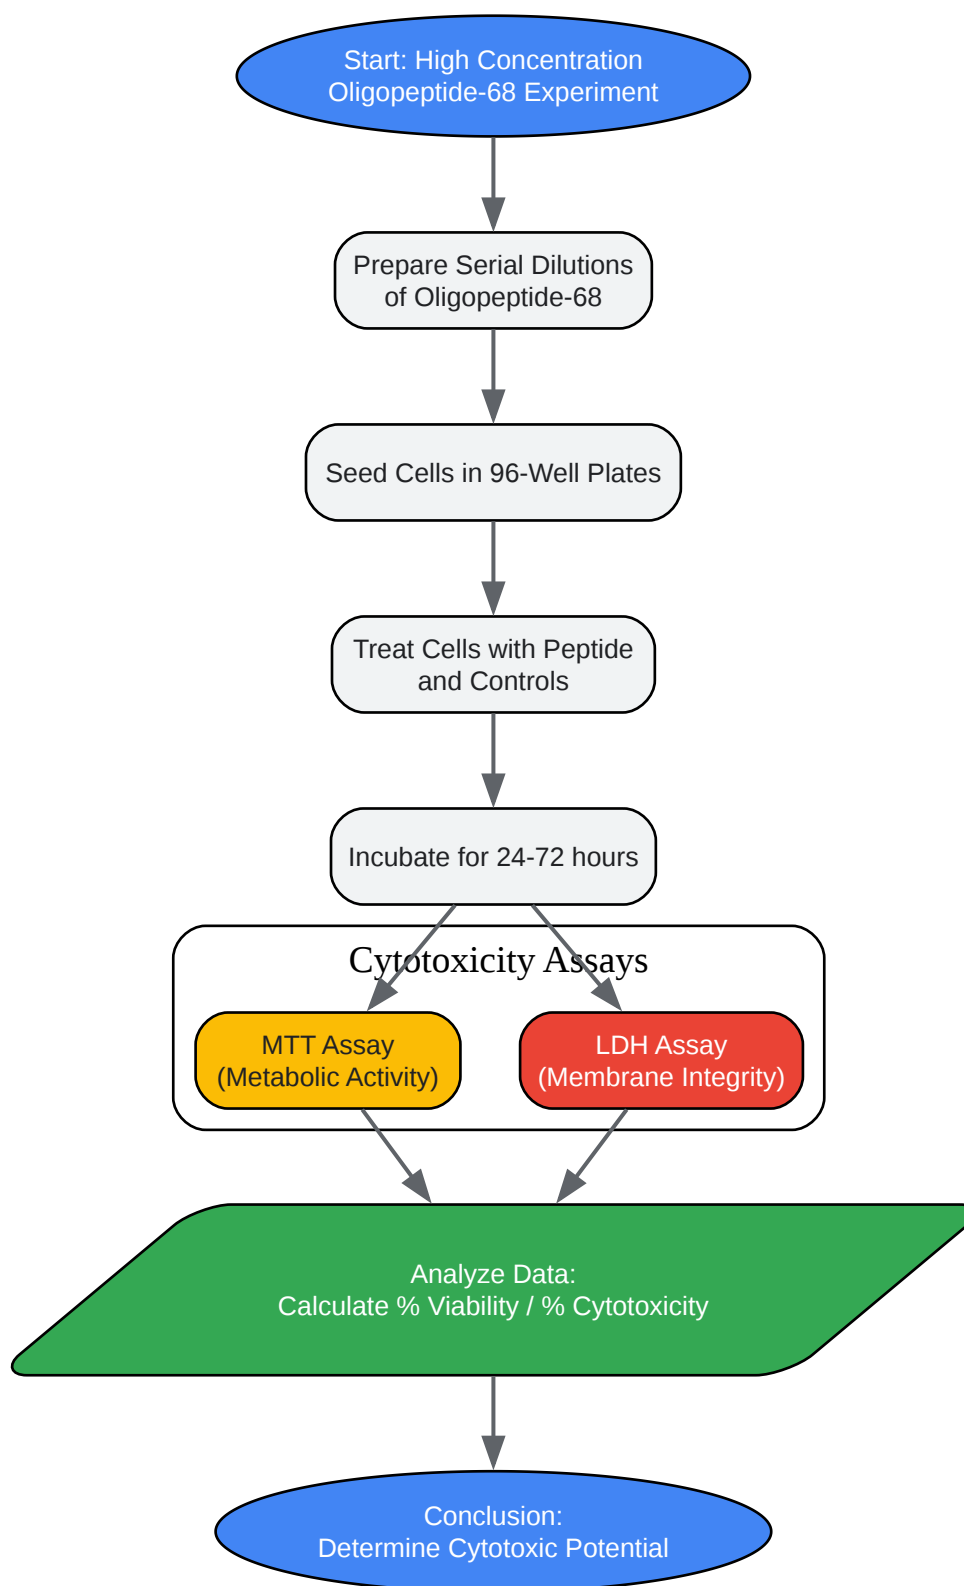 Start: High Concentration
Oligopeptide-68 Experiment
Prepare Serial Dilutions
of Oligopeptide-68
Seed Cells in 96-Well Plates
Treat Cells with Peptide
and Controls
Incubate for 24-72 hours
Cytotoxicity Assays
MTT Assay
(Metabolic Activity)
LDH Assay
(Membrane Integrity)
Analyze Data:
Calculate % Viability / % Cytotoxicity
Conclusion:
Determine Cytotoxic Potential